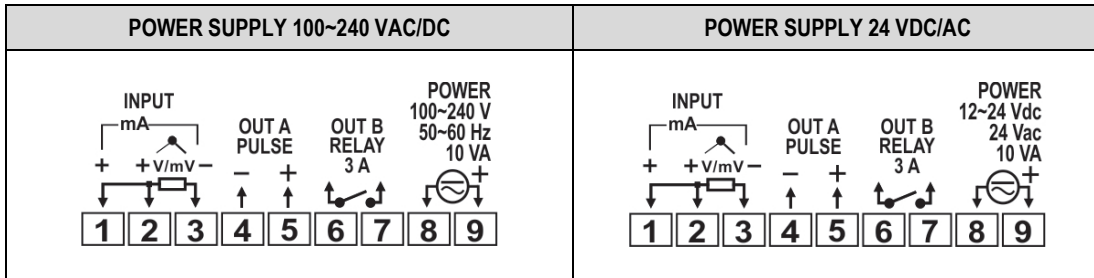 POWER SUPPLY 100~240 VAC/DC
INPUT
mA
+ + V/mV −
OUT A
PULSE
− +
OUT B
RELAY
3 A
POWER
100~240 V
50~60 Hz
10 VA
+
1 2 3 4 5 6 7 8 9
POWER SUPPLY 24 VDC/AC
INPUT
mA
+ + V/mV −
OUT A
PULSE
− +
OUT B
RELAY
3 A
POWER
12~24 Vdc
24 Vac
10 VA
+
1 2 3 4 5 6 7 8 9